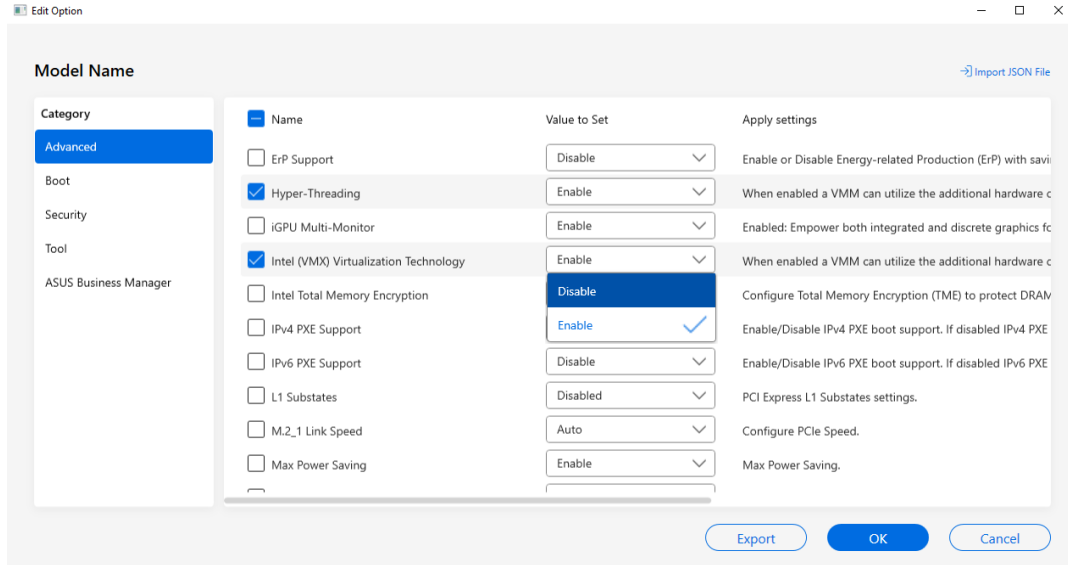 Edit Option
Model Name
Import JSON File
Category
Advanced
Boot
Security
Tool
ASUS Business Manager
Name Value to Set Apply settings
ErP Support Disable Enable or Disable Energy-related Production (ErP) with savi
Hyper-Threading Enable When enabled a VMM can utilize the additional hardware c
iGPU Multi-Monitor Enable Enabled: Empower both integrated and discrete graphics fo
Intel (VMX) Virtualization Technology Enable When enabled a VMM can utilize the additional hardware c
Disable
Intel Total Memory Encryption Configure Total Memory Encryption (TME) to protect DRAM
Enable
IPv4 PXE Support Enable/Disable IPv4 PXE boot support. If disabled IPv4 PXE
IPv6 PXE Support Disable Enable/Disable IPv6 PXE boot support. If disabled IPv6 PXE
L1 Substates Disabled PCI Express L1 Substates settings.
M.2_1 Link Speed Auto Configure PCIe Speed.
Max Power Saving Enable Max Power Saving.
Export OK Cancel